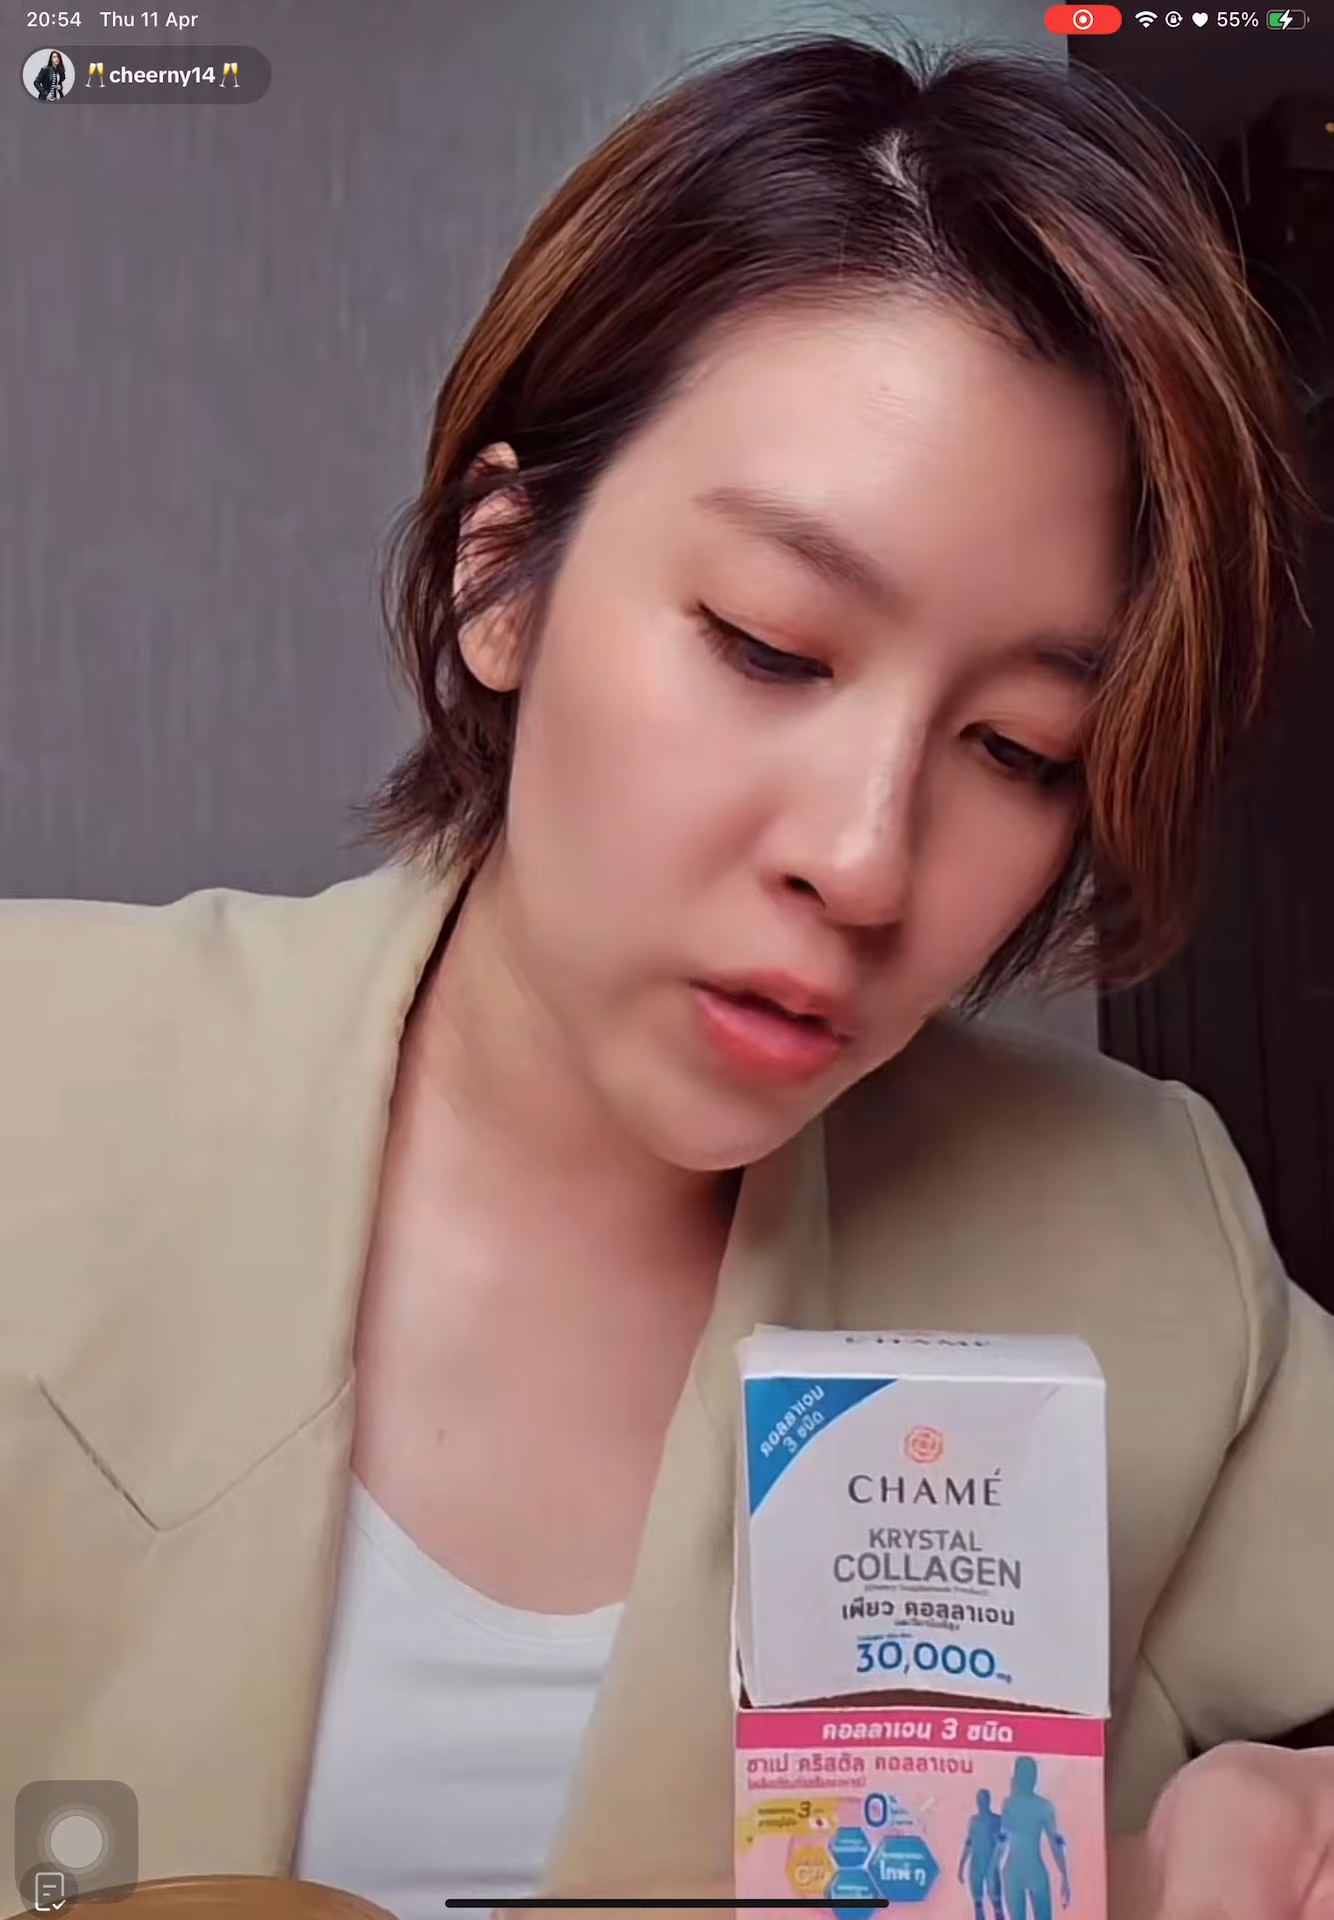 20:54 Thu 11 Apr
55%
🥂cheerny14🥂
CHAMÉ
คอลลาเจน
3 ชนิด
CHAMÉ
KRYSTAL
COLLAGEN
เพียว คอลลาเจน
30,000
คอลลาเจน 3 ชนิด
ชาเม่ คริสตัล คอลลาเจน
3
0%
ไทพ์ ทู